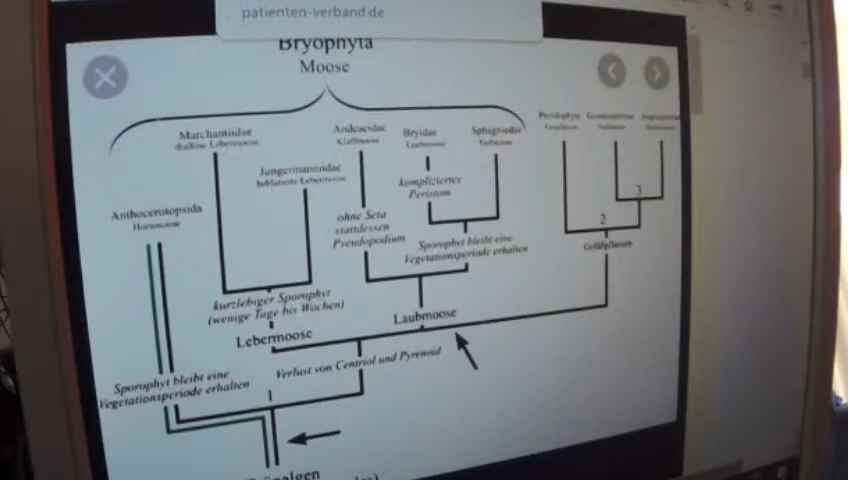 patienten-verband.de
Bryophyta
Moose
Marchantiidae
thallose Lebermoose
Andreaeidae
Klaffmoose
Bryidae
Laubmoose
Sphagniedae
Torfmoose
Jungermanniidae
beblätterte Lebermoose
kompliziertes
Peristom
3
Anthocerotopsida
Hornmoose
ohne Seta
stattdessen
Pseudopodium
2
Sporophyt bleibt eine
Vegetationsperiode erhalten
Gefäßpflanzen
kurzlebiger Sporophyt
(wenige Tage bis Wochen)
Lebermoose
Laubmoose
Verlust von Centriol und Pyrenoid
Sporophyt bleibt eine
Vegetationsperiode erhalten
1